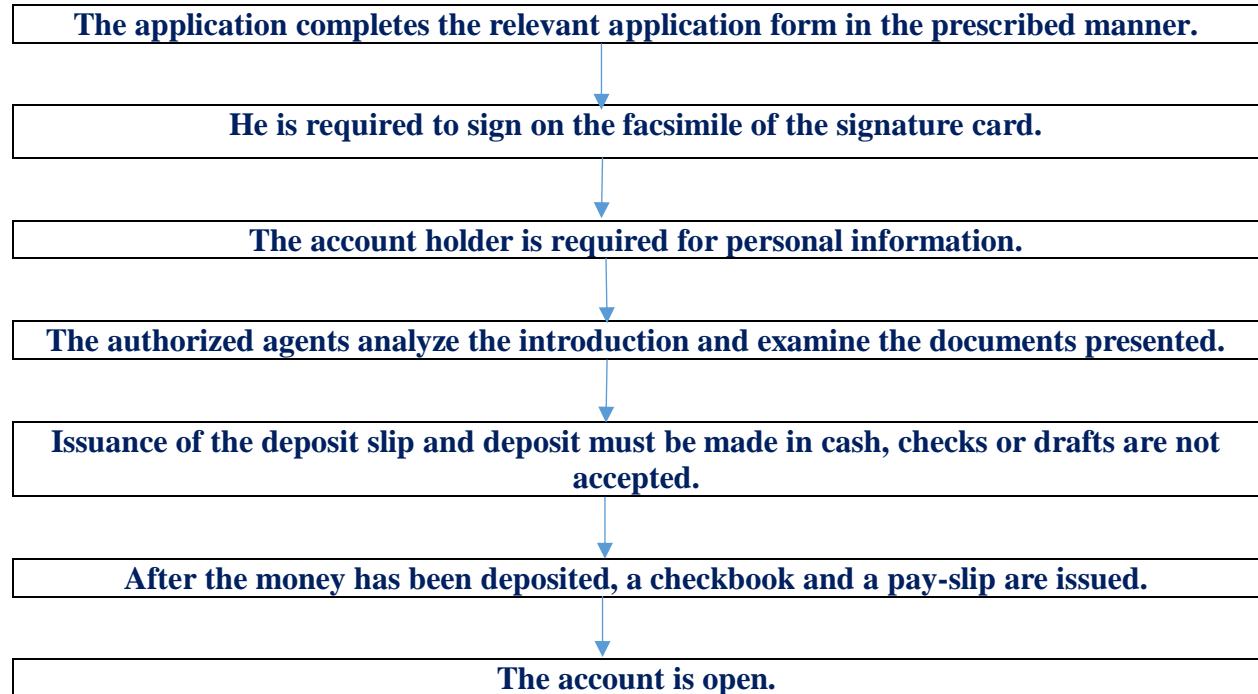 The application completes the relevant application form in the prescribed manner.
He is required to sign on the facsimile of the signature card.
The account holder is required for personal information.
The authorized agents analyze the introduction and examine the documents presented.
Issuance of the deposit slip and deposit must be made in cash, checks or drafts are not
accepted.
After the money has been deposited, a checkbook and a pay-slip are issued.
The account is open.